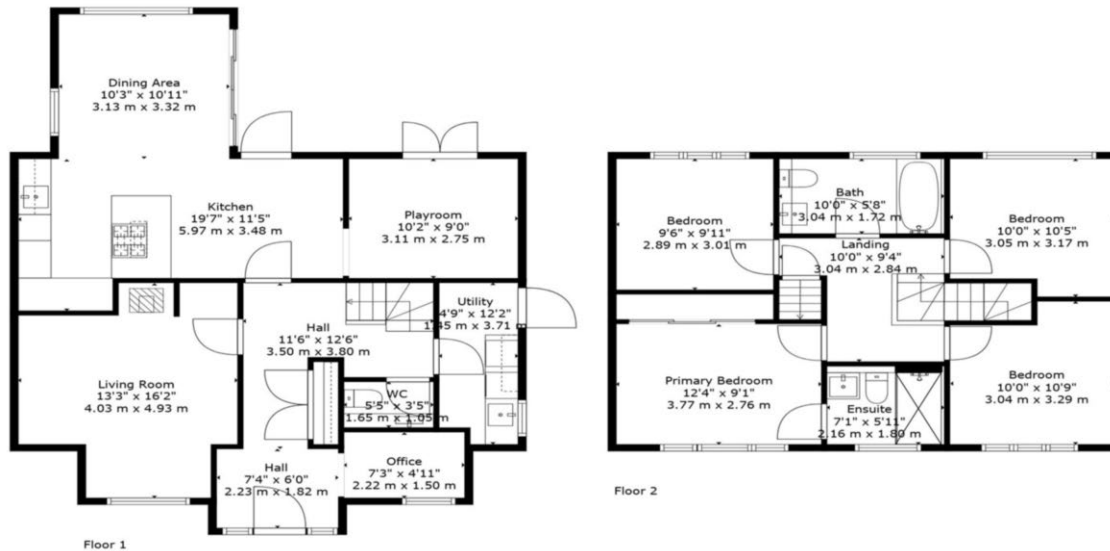 Dining Area
10'3" x 10'11"
3.13 m x 3.32 m
Kitchen
19'7" x 11'5"
5.97 m x 3.48 m
Playroom
10'2" x 9'0"
3.11 m x 2.75 m
Utility
4'9" x 12'2"
1.45 m x 3.71 m
Hall
11'6" x 12'6"
3.50 m x 3.80 m
Living Room
13'3" x 16'2"
4.03 m x 4.93 m
WC
5'5" x 3'5"
1.65 m x 1.05 m
Office
7'3" x 4'11"
2.22 m x 1.50 m
Hall
7'4" x 6'0"
2.23 m x 1.82 m
Floor 1
Bedroom
9'6" x 9'11"
2.89 m x 3.01 m
Bath
10'0" x 5'8"
3.04 m x 1.72 m
Bedroom
10'0" x 10'5"
3.05 m x 3.17 m
Landing
10'0" x 9'4"
3.04 m x 2.84 m
Primary Bedroom
12'4" x 9'1"
3.77 m x 2.76 m
Ensuite
7'1" x 5'11"
2.16 m x 1.80 m
Bedroom
10'0" x 10'9"
3.04 m x 3.29 m
Floor 2